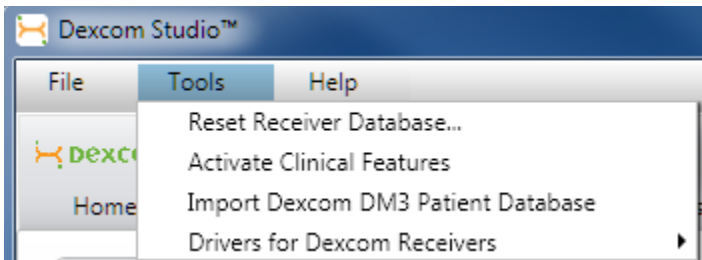 Dexcom Studio™
File Tools Help
Reset Receiver Database...
Activate Clinical Features
Home
Import Dexcom DM3 Patient Database
Drivers for Dexcom Receivers